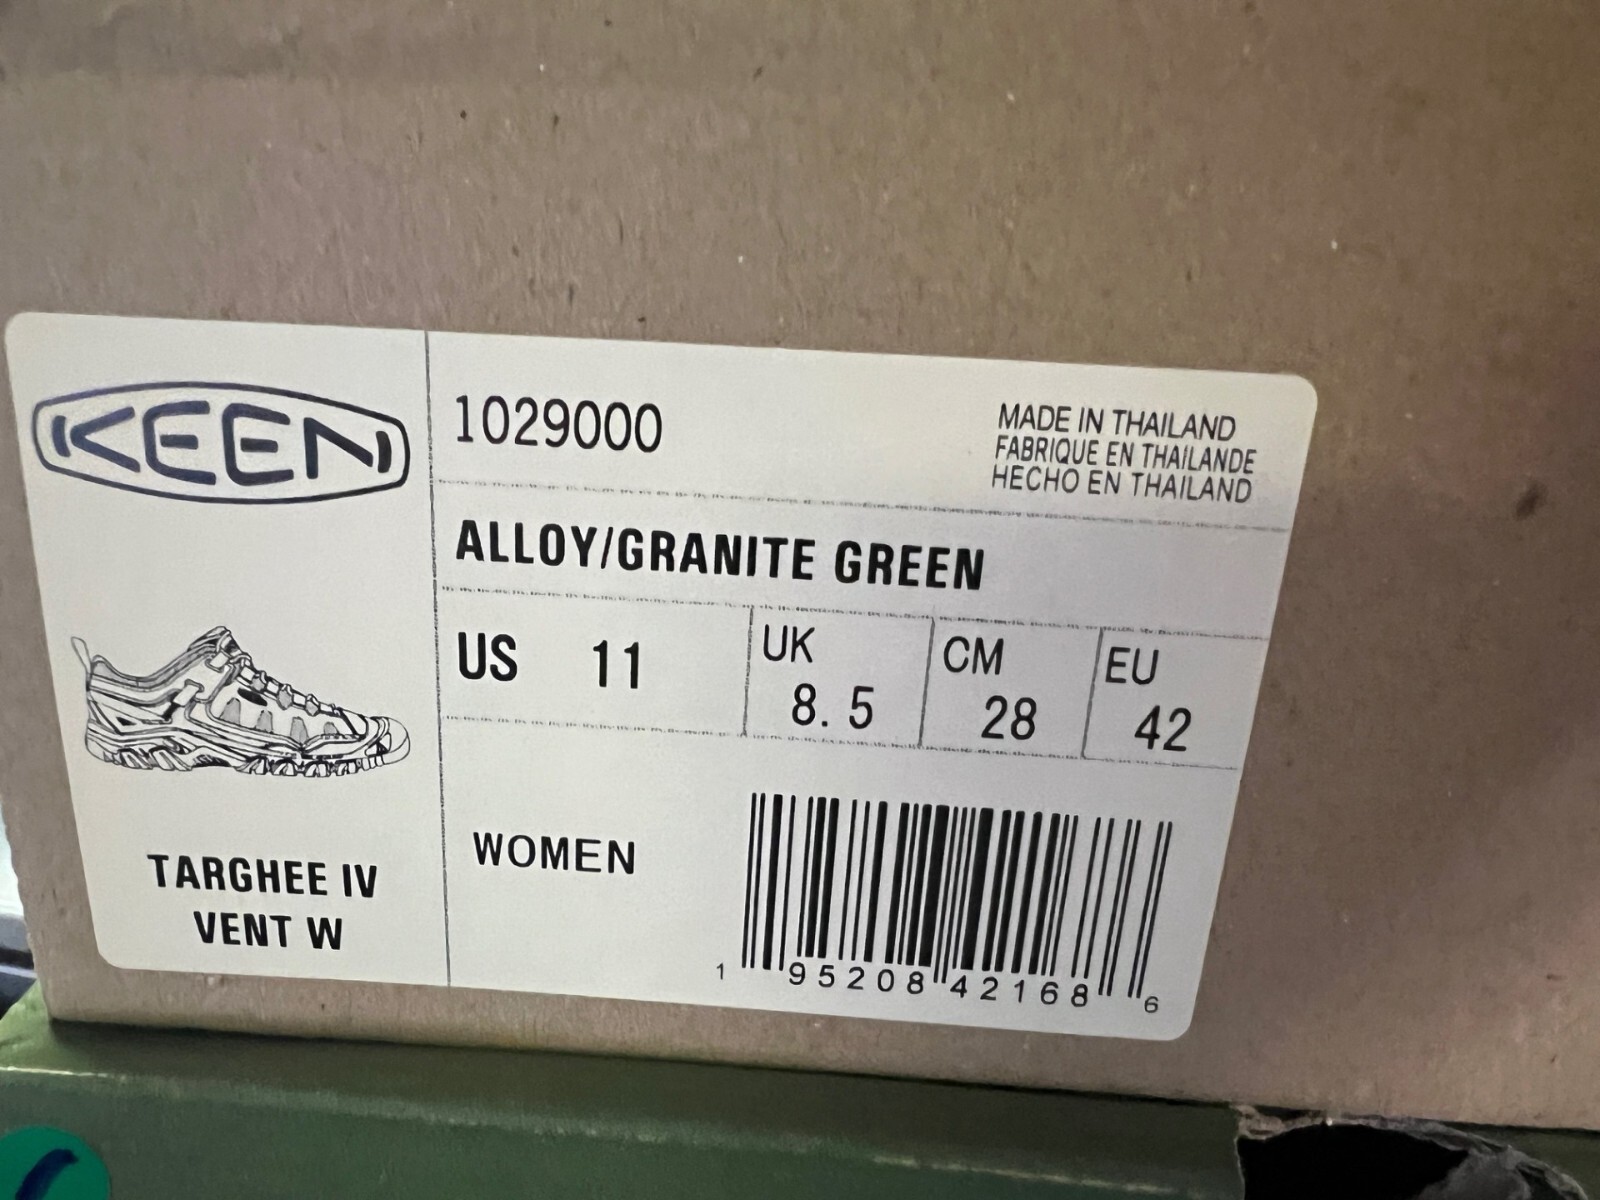 KEEN
TARGHEE IV
VENT W
1029000
MADE IN THAILAND
FABRIQUE EN THAILANDE
HECHO EN THAILAND
ALLOY/GRANITE GREEN
US 11
UK
8.5
CM
28
EU
42
WOMEN
1 95208 42168 6